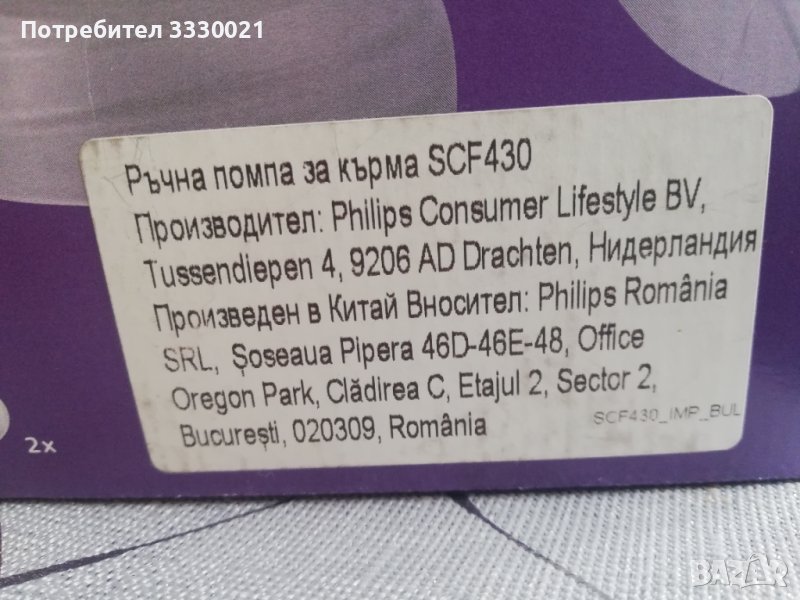 Потребител 3330021
Ръчна помпа за кърма SCF430
Производител: Philips Consumer Lifestyle BV,
Tussendiepen 4, 9206 AD Drachten, Нидерландия
Произведен в Китай Вносител: Philips România
SRL, Șoseaua Pipera 46D-46E-48, Office
Oregon Park, Clădirea C, Etajul 2, Sector 2,
București, 020309, România
SCF430_IMP_BUL
2x
BAZAR